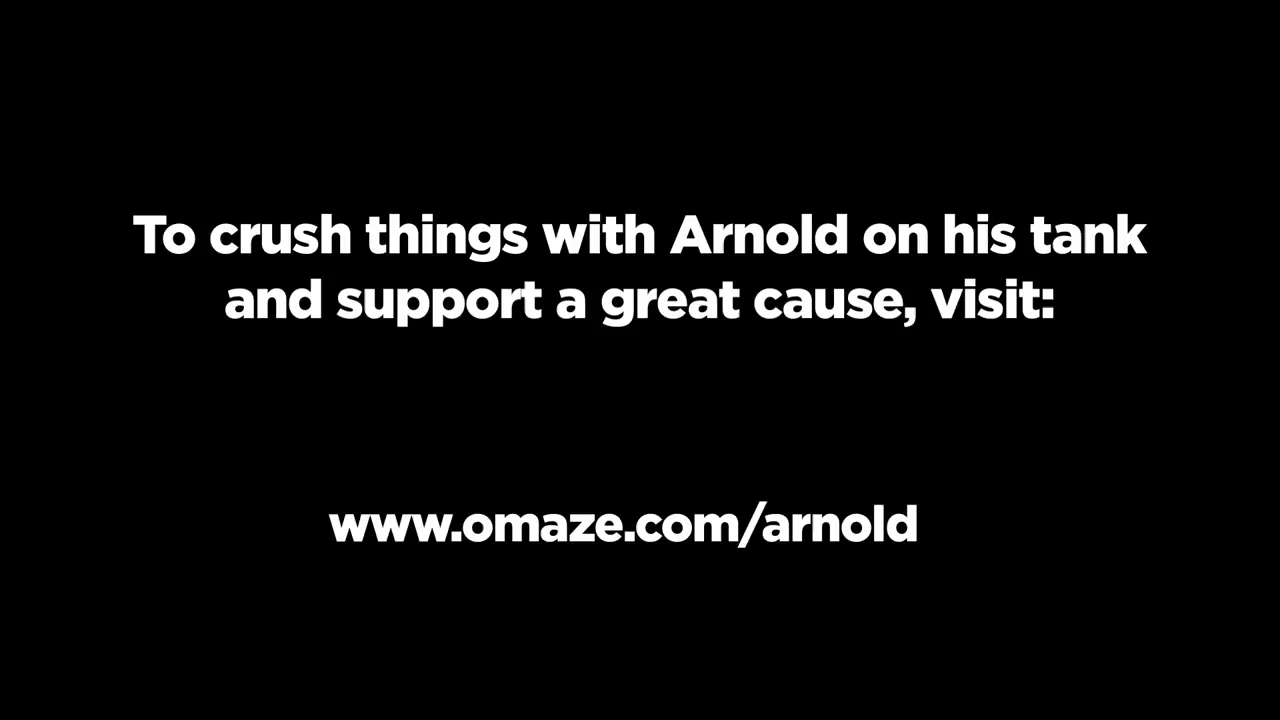 To crush things with Arnold on his tank
and support a great cause, visit:
www.omaze.com/arnold